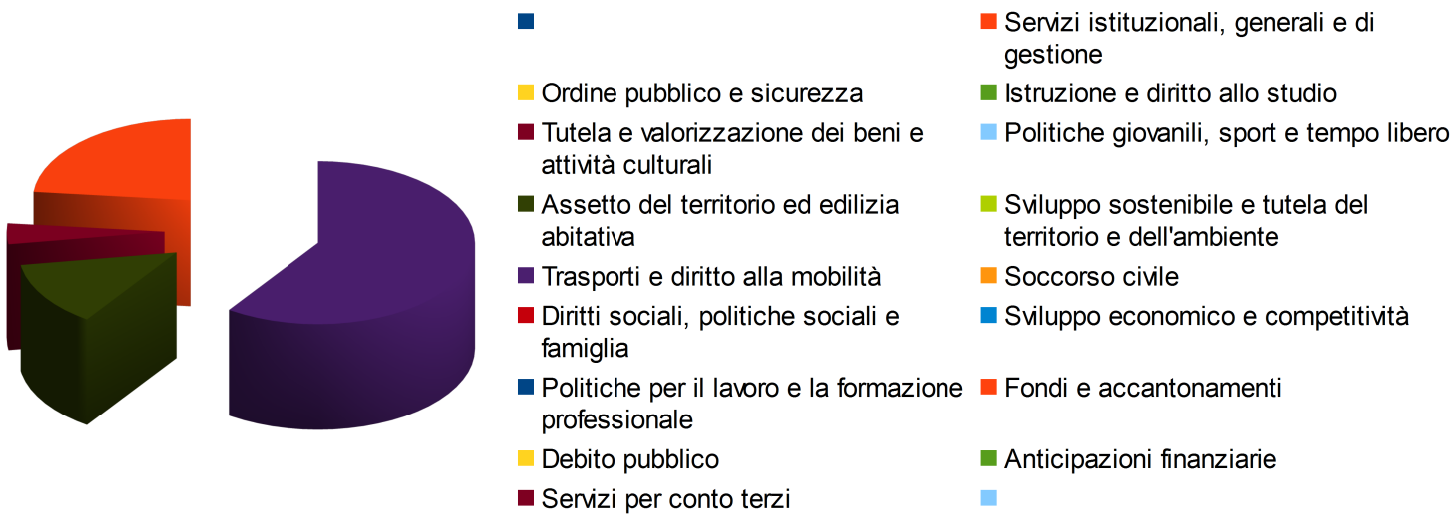 Servizi istituzionali, generali e di
gestione
Ordine pubblico e sicurezza
Istruzione e diritto allo studio
Tutela e valorizzazione dei beni e
attività culturali
Politiche giovanili, sport e tempo libero
Assetto del territorio ed edilizia
abitativa
Sviluppo sostenibile e tutela del
territorio e dell'ambiente
Trasporti e diritto alla mobilità
Soccorso civile
Diritti sociali, politiche sociali e
famiglia
Sviluppo economico e competitività
Politiche per il lavoro e la formazione
professionale
Fondi e accantonamenti
Debito pubblico
Anticipazioni finanziarie
Servizi per conto terzi